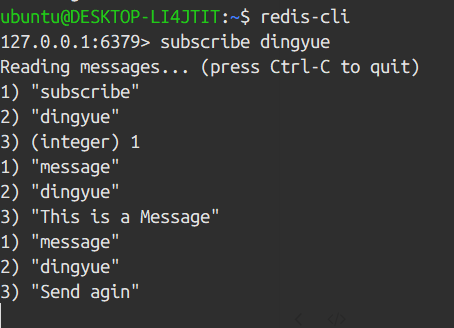 ubuntu@DESKTOP-LI4JTIT:~$ redis-cli
127.0.0.1:6379> subscribe dingyue
Reading messages... (press Ctrl-C to quit)
1) "subscribe"
2) "dingyue"
3) (integer) 1
1) "message"
2) "dingyue"
3) "This is a Message"
1) "message"
2) "dingyue"
3) "Send agin"